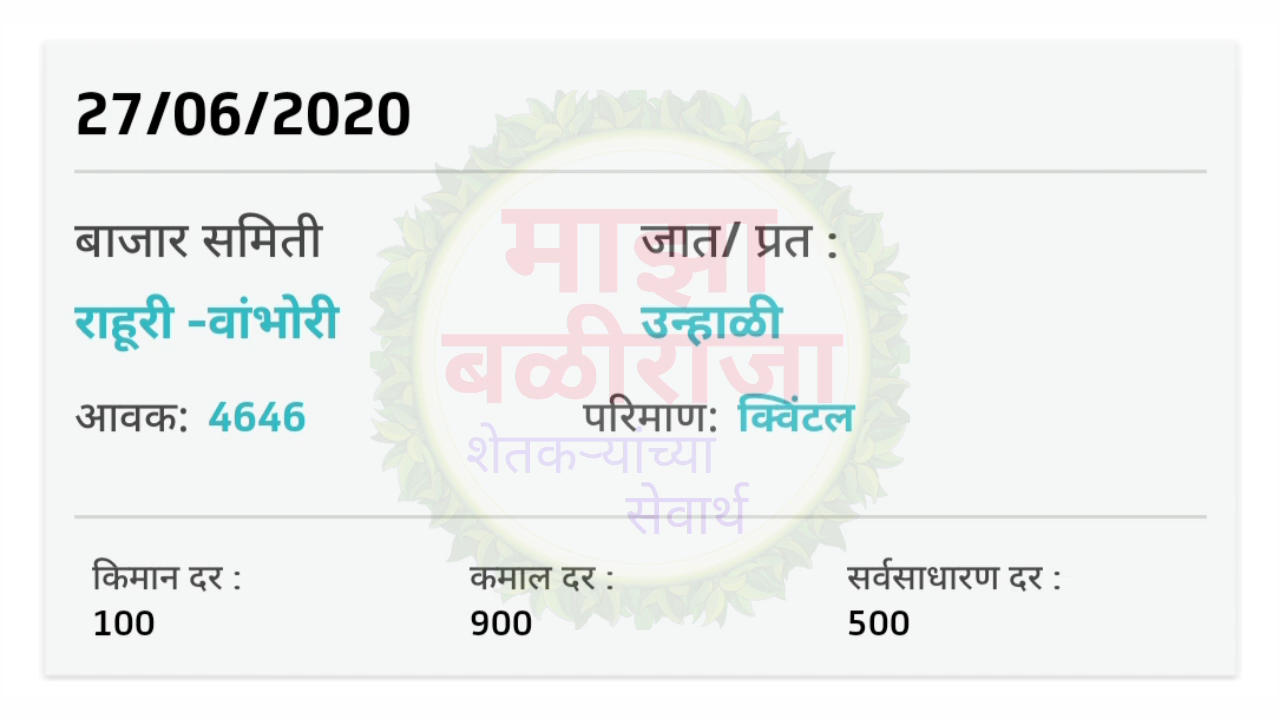 27/06/2020
माझा
बळीराजा
शेतकऱ्यांच्या
सेवार्थ
बाजार समिती जात/ प्रत :
राहूरी -वांभोरी उन्हाळी
आवक: 4646 परिमाण: क्विंटल
किमान दर : कमाल दर : सर्वसाधारण दर :
100 900 500